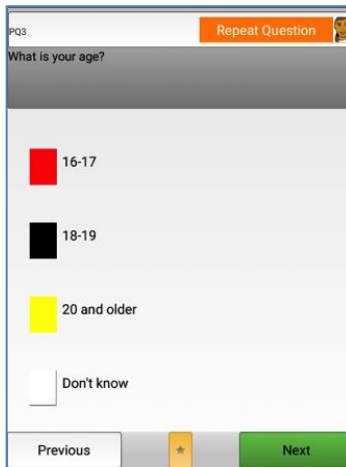 PQ3
Repeat Question
What is your age?
16-17
18-19
20 and older
Don't know
Previous
Next